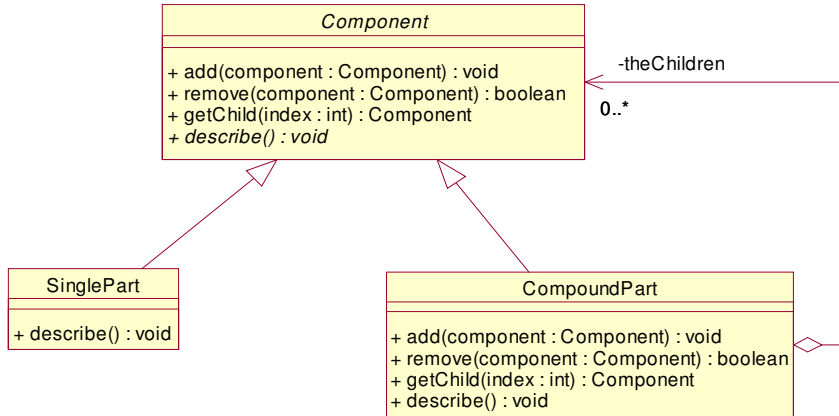 Component
+ add(component : Component) : void
+ remove(component : Component) : boolean
+ getChild(index : int) : Component
+ describe() : void
-theChildren
0..*
SinglePart
+ describe() : void
CompoundPart
+ add(component : Component) : void
+ remove(component : Component) : boolean
+ getChild(index : int) : Component
+ describe() : void